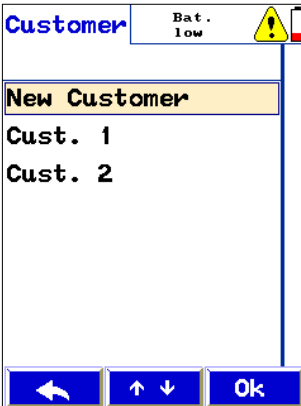 Customer
Bat.
low
New Customer
Cust. 1
Cust. 2
Ok